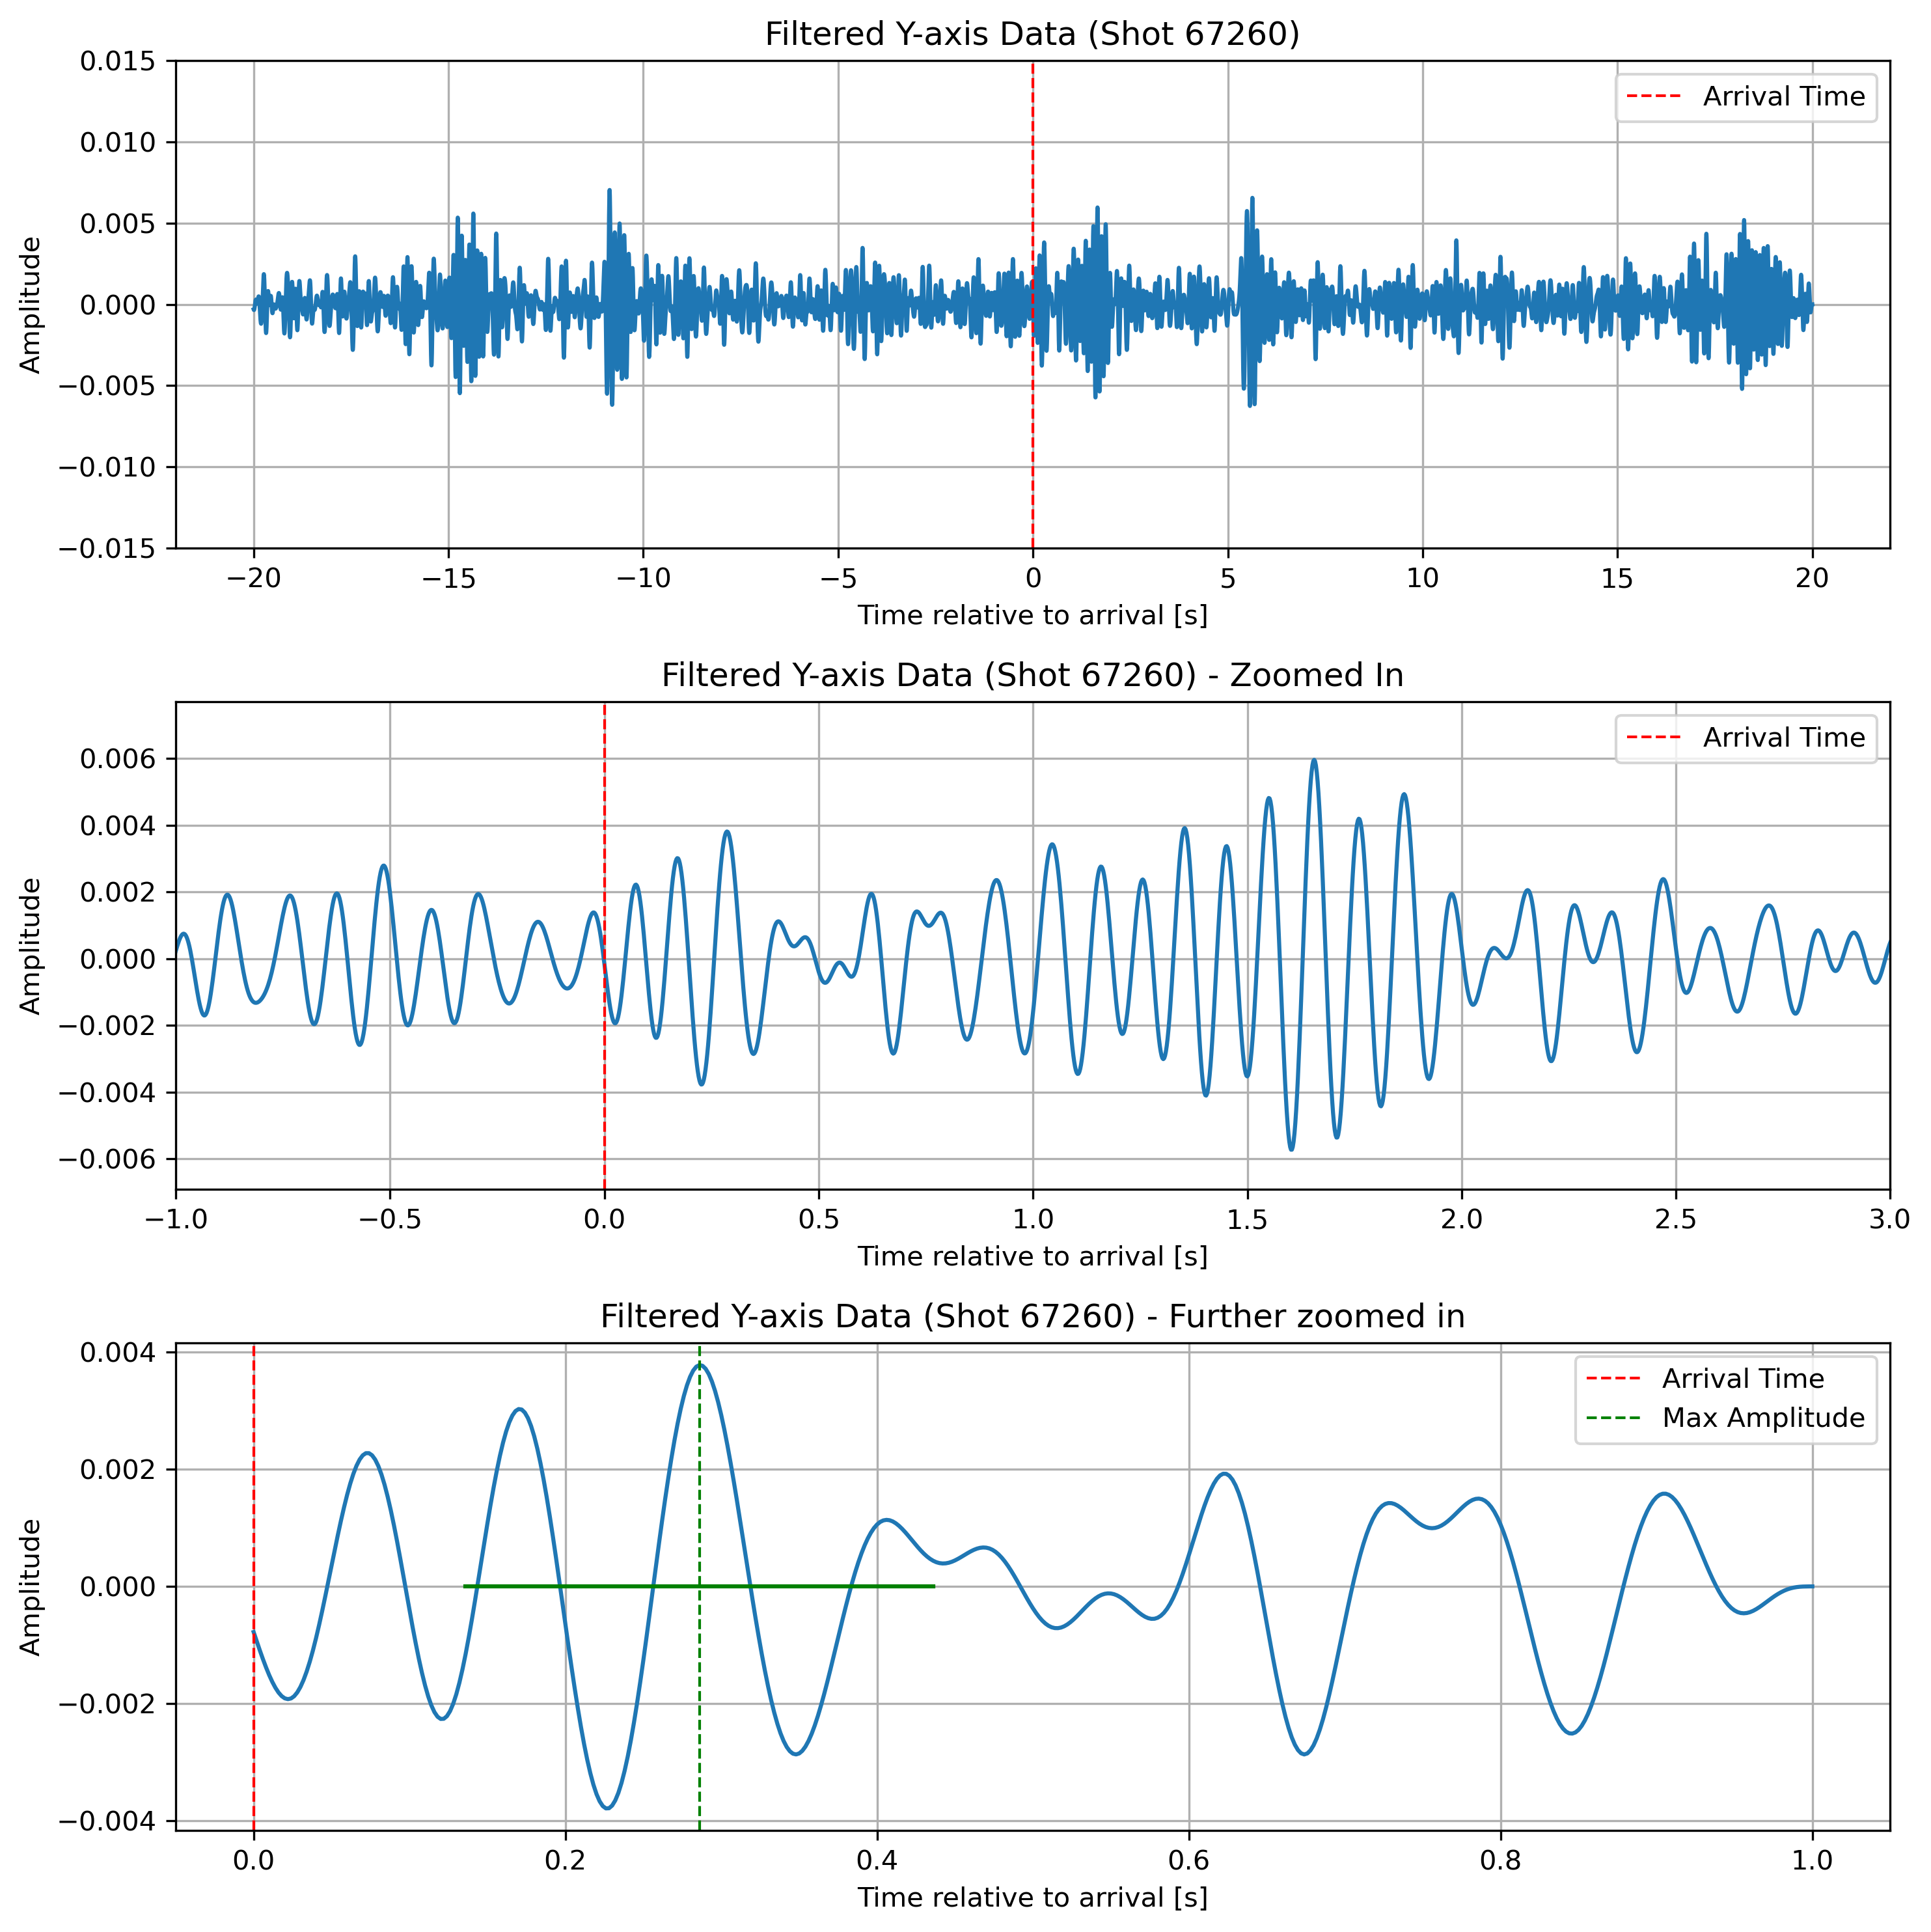 Filtered Y-axis Data (Shot 67260)
Amplitude
0.015
0.010
0.005
0.000
−0.005
−0.010
−0.015
Arrival Time
−20 −15 −10 −5 0 5 10 15 20
Time relative to arrival [s]
Filtered Y-axis Data (Shot 67260) - Zoomed In
Amplitude
0.006
0.004
0.002
0.000
−0.002
−0.004
−0.006
Arrival Time
−1.0 −0.5 0.0 0.5 1.0 1.5 2.0 2.5 3.0
Time relative to arrival [s]
Filtered Y-axis Data (Shot 67260) - Further zoomed in
Amplitude
0.004
0.002
0.000
−0.002
−0.004
Arrival Time
Max Amplitude
0.0 0.2 0.4 0.6 0.8 1.0
Time relative to arrival [s]